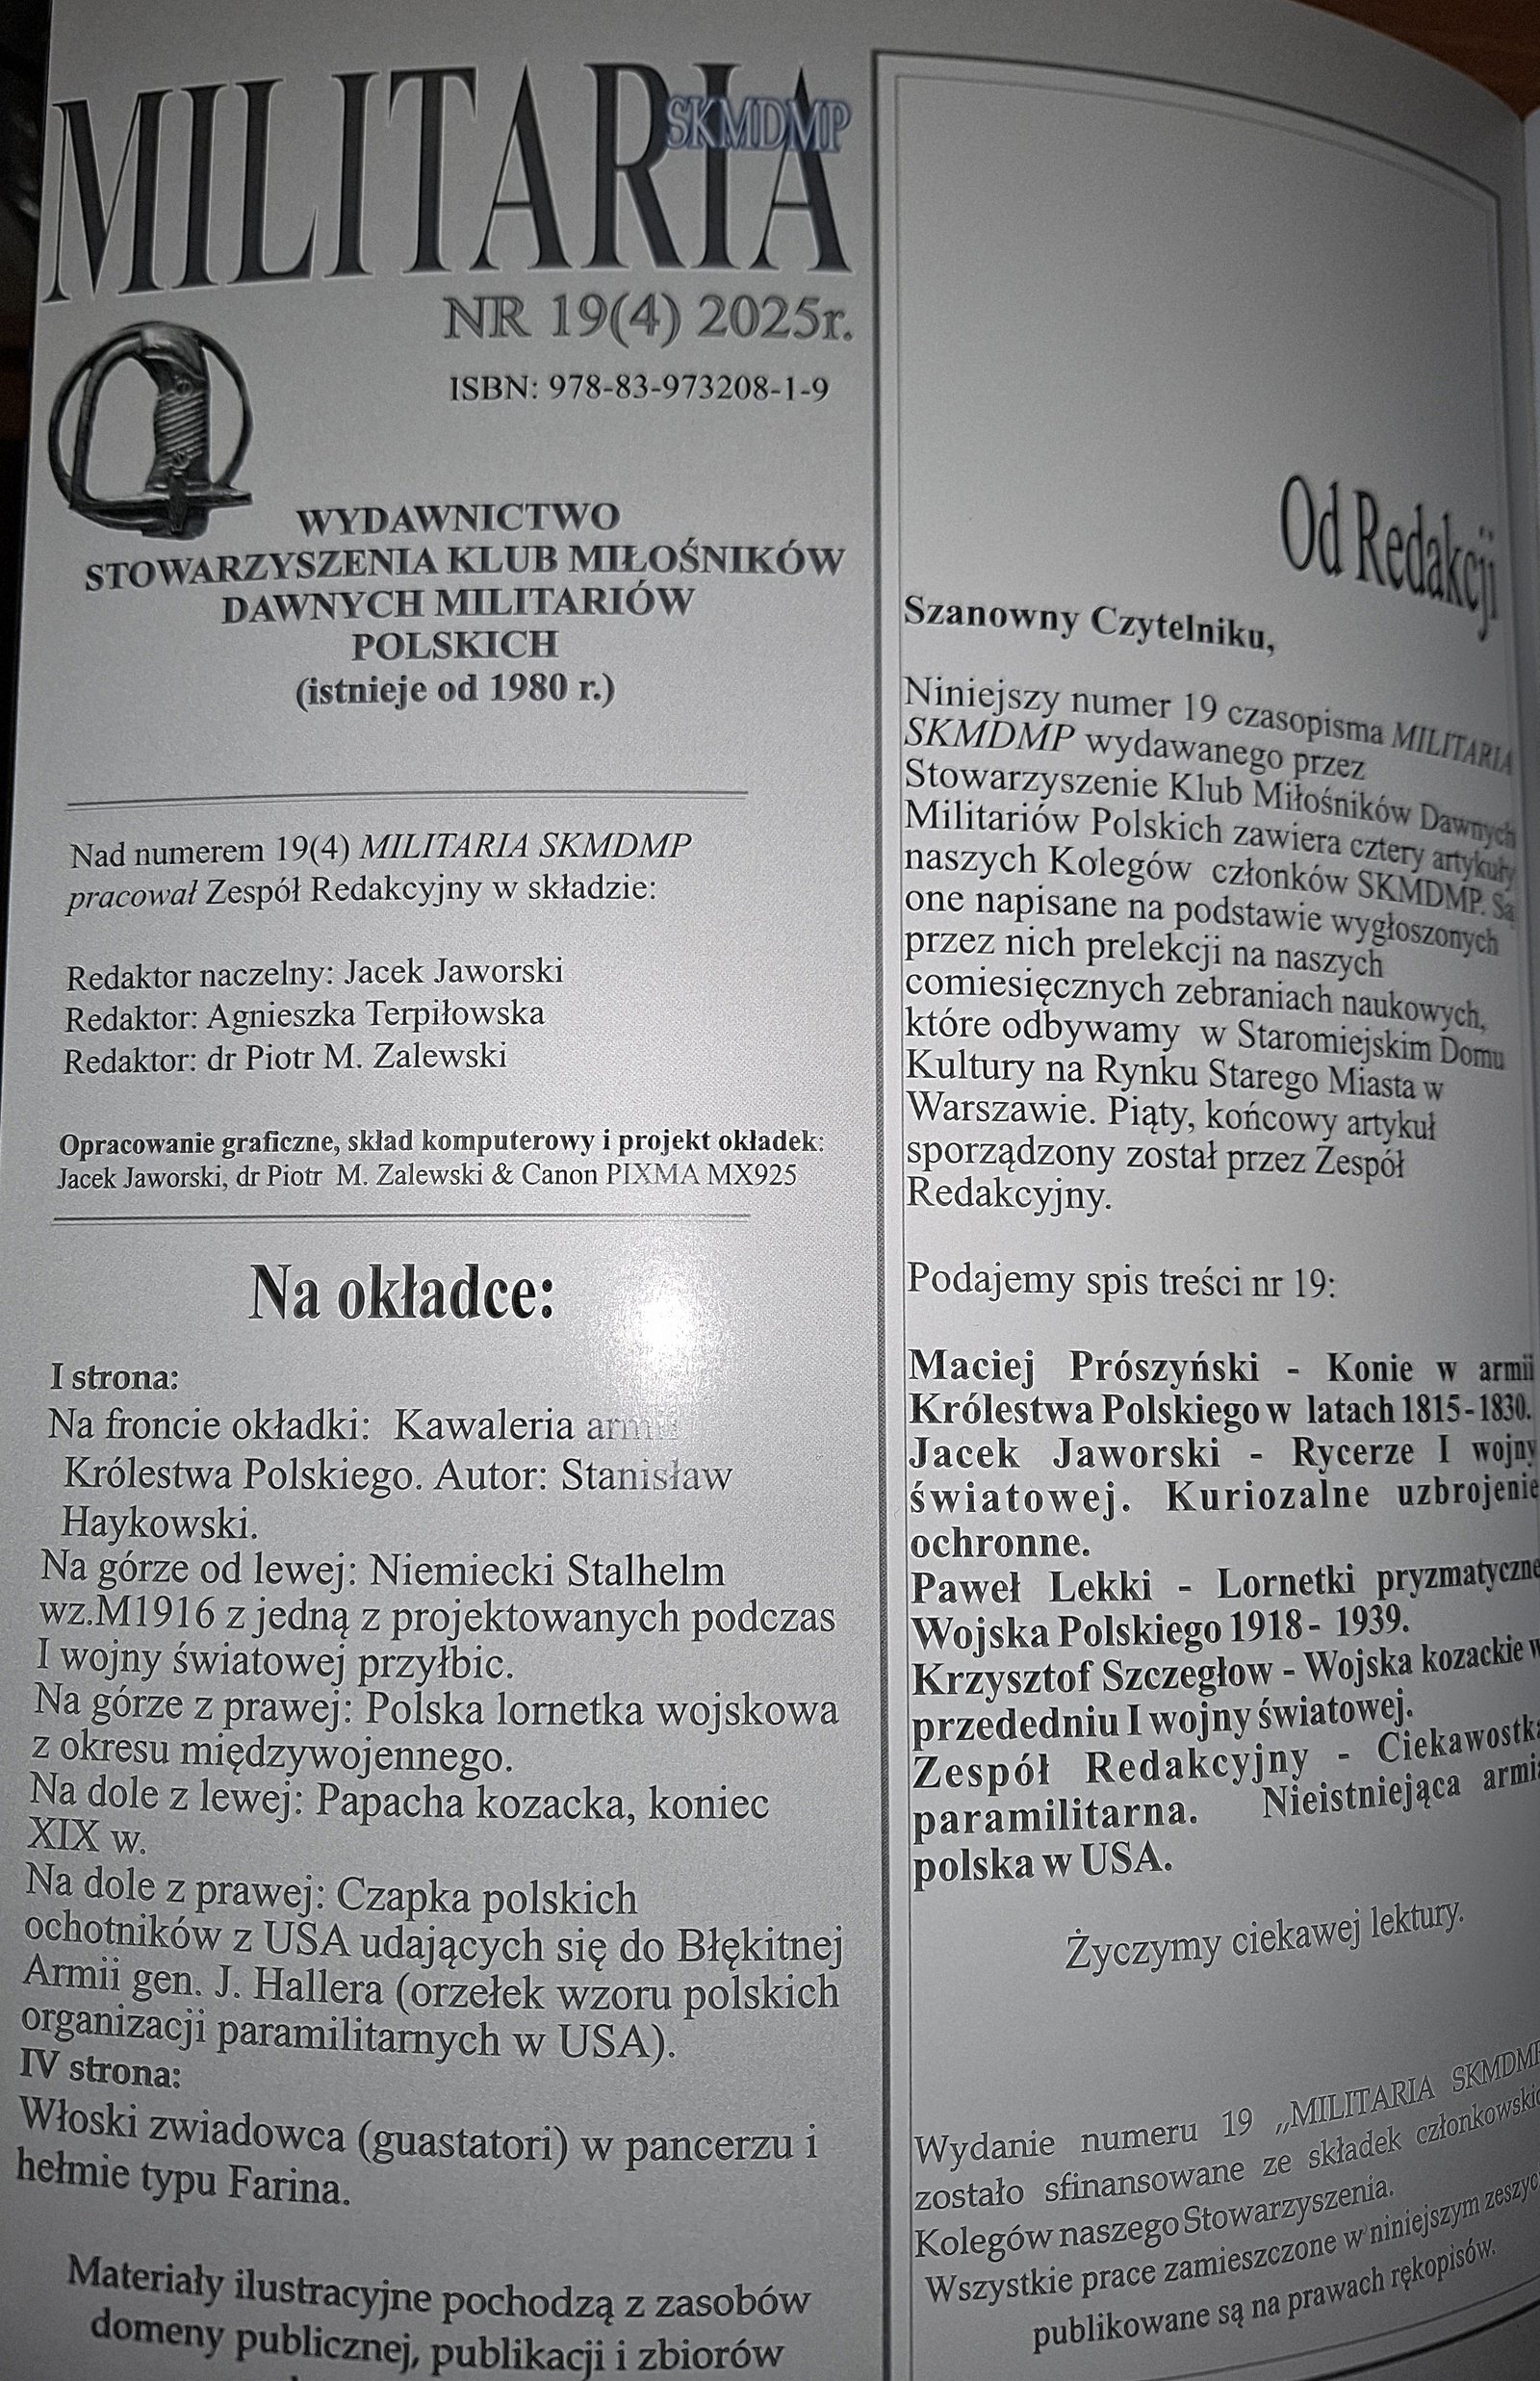 MILITARIA
SKMDMP
NR 19(4) 2025r.
ISBN: 978-83-973208-1-9
WYDAWNICTWO
STOWARZYSZENIA KLUB MIŁOŚNIKÓW
DAWNYCH MILITARIÓW
POLSKICH
(istnieje od 1980 r.)
Nad numerem 19(4) MILITARIA SKMDMP
pracował Zespół Redakcyjny w składzie:
Redaktor naczelny: Jacek Jaworski
Redaktor: Agnieszka Terpiłowska
Redaktor: dr Piotr M. Zalewski
Opracowanie graficzne, skład komputerowy i projekt okładek:
Jacek Jaworski, dr Piotr M. Zalewski & Canon PIXMA MX925
Na okładce:
I strona:
Na froncie okładki: Kawaleria armii
Królestwa Polskiego. Autor: Stanisław
Haykowski.
Na górze od lewej: Niemiecki Stalhelm
wz.M1916 z jedną z projektowanych podczas
I wojny światowej przyłbic.
Na górze z prawej: Polska lornetka wojskowa
z okresu międzywojennego.
Na dole z lewej: Papacha kozacka, koniec
XIX w.
Na dole z prawej: Czapka polskich
ochotników z USA udających się do Błękitnej
Armii gen. J. Hallera (orzełek wzoru polskich
organizacji paramilitarnych w USA).
IV strona:
Włoski zwiadowca (guastatori) w pancerzu i
hełmie typu Farina.
Materiały ilustracyjne pochodzą z zasobów
domeny publicznej, publikacji i zbiorów
Od Redakcji
Szanowny Czytelniku,
Niniejszy numer 19 czasopisma MILITARIA
SKMDMP wydawanego przez
Stowarzyszenie Klub Miłośników Dawnych
Militariów Polskich zawiera cztery artykuły
naszych Kolegów członków SKMDMP. Są
one napisane na podstawie wygłoszonych
przez nich prelekcji na naszych
comiesięcznych zebraniach naukowych,
które odbywamy w Staromiejskim Domu
Kultury na Rynku Starego Miasta w
Warszawie. Piąty, końcowy artykuł
sporządzony został przez Zespół
Redakcyjny.
Podajemy spis treści nr 19:
Maciej Prószyński - Konie w armii
Królestwa Polskiego w latach 1815-1830.
Jacek Jaworski - Rycerze I wojny
światowej. Kuriozalne uzbrojenie
ochronne.
Paweł Lekki - Lornetki pryzmatyczne
Wojska Polskiego 1918- 1939.
Krzysztof Szczegłow - Wojska kozackie w
przededniu I wojny światowej.
Zespół Redakcyjny - Ciekawostka
paramilitarna. Nieistniejąca armia
polska w USA.
Życzymy ciekawej lektury.
Wydanie numeru 19 „MILITARIA SKMDMP
zostało sfinansowane ze składek członkowskich
Kolegów naszego Stowarzyszenia.
Wszystkie prace zamieszczone w niniejszym
publikowane są na prawach rękopisów.